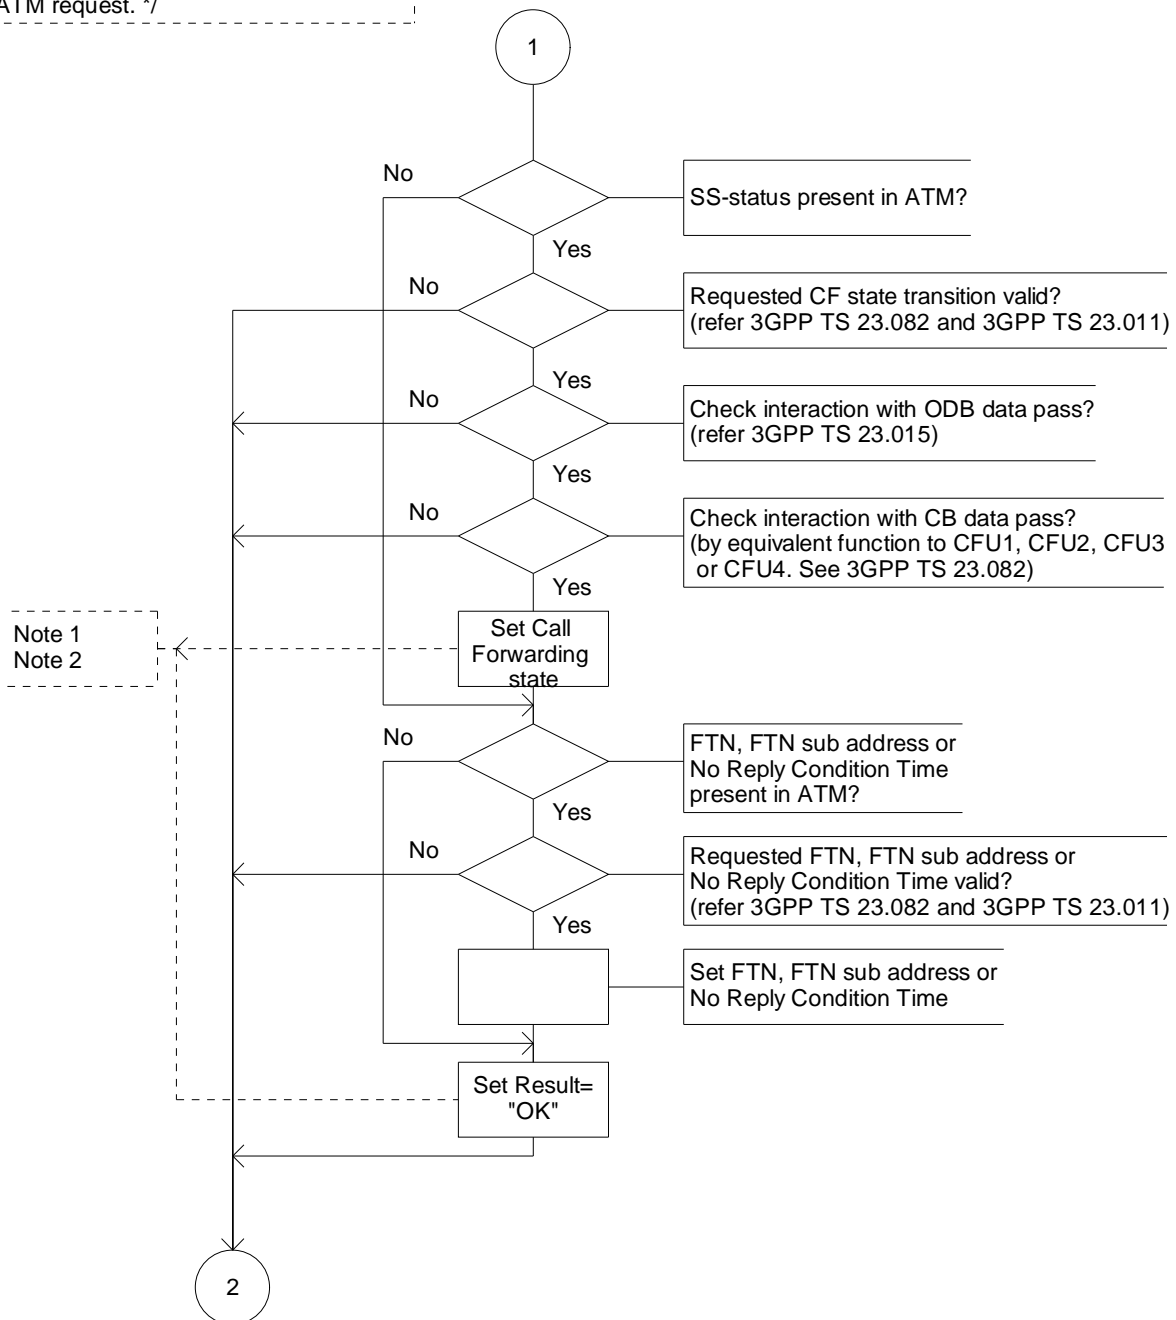 ATM request. */
1
No
SS-status present in ATM?
Yes
No
Requested CF state transition valid?
(refer 3GPP TS 23.082 and 3GPP TS 23.011)
Yes
No
Check interaction with ODB data pass?
(refer 3GPP TS 23.015)
Yes
No
Check interaction with CB data pass?
(by equivalent function to CFU1, CFU2, CFU3
or CFU4. See 3GPP TS 23.082)
Yes
Note 1
Note 2
Set Call
Forwarding
state
No
FTN, FTN sub address or
No Reply Condition Time
present in ATM?
Yes
No
Requested FTN, FTN sub address or
No Reply Condition Time valid?
(refer 3GPP TS 23.082 and 3GPP TS 23.011)
Yes
Set FTN, FTN sub address or
No Reply Condition Time
Set Result=
"OK"
2